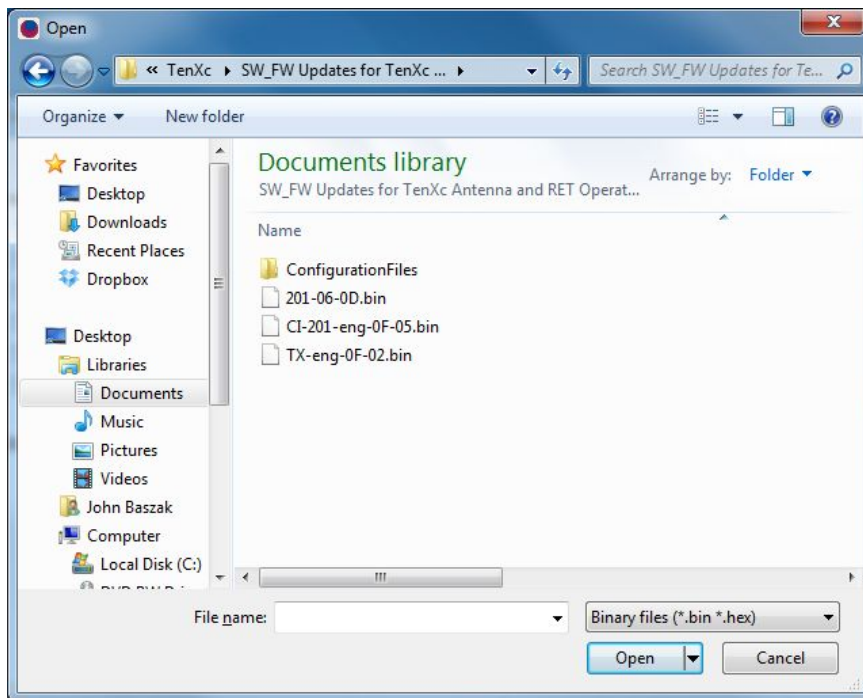 Open
« TenXc ▸ SW_FW Updates for TenXc ... ▸
Search SW_FW Updates for Te...
Organize
New folder
Favorites
Desktop
Downloads
Recent Places
Dropbox
Desktop
Libraries
Documents
Music
Pictures
Videos
John Baszak
Computer
Local Disk (C:)
Documents library
SW_FW Updates for TenXc Antenna and RET Operat...
Arrange by: Folder
Name
ConfigurationFiles
201-06-0D.bin
CI-201-eng-0F-05.bin
TX-eng-0F-02.bin
File name:
Binary files (*.bin *.hex)
Open
Cancel